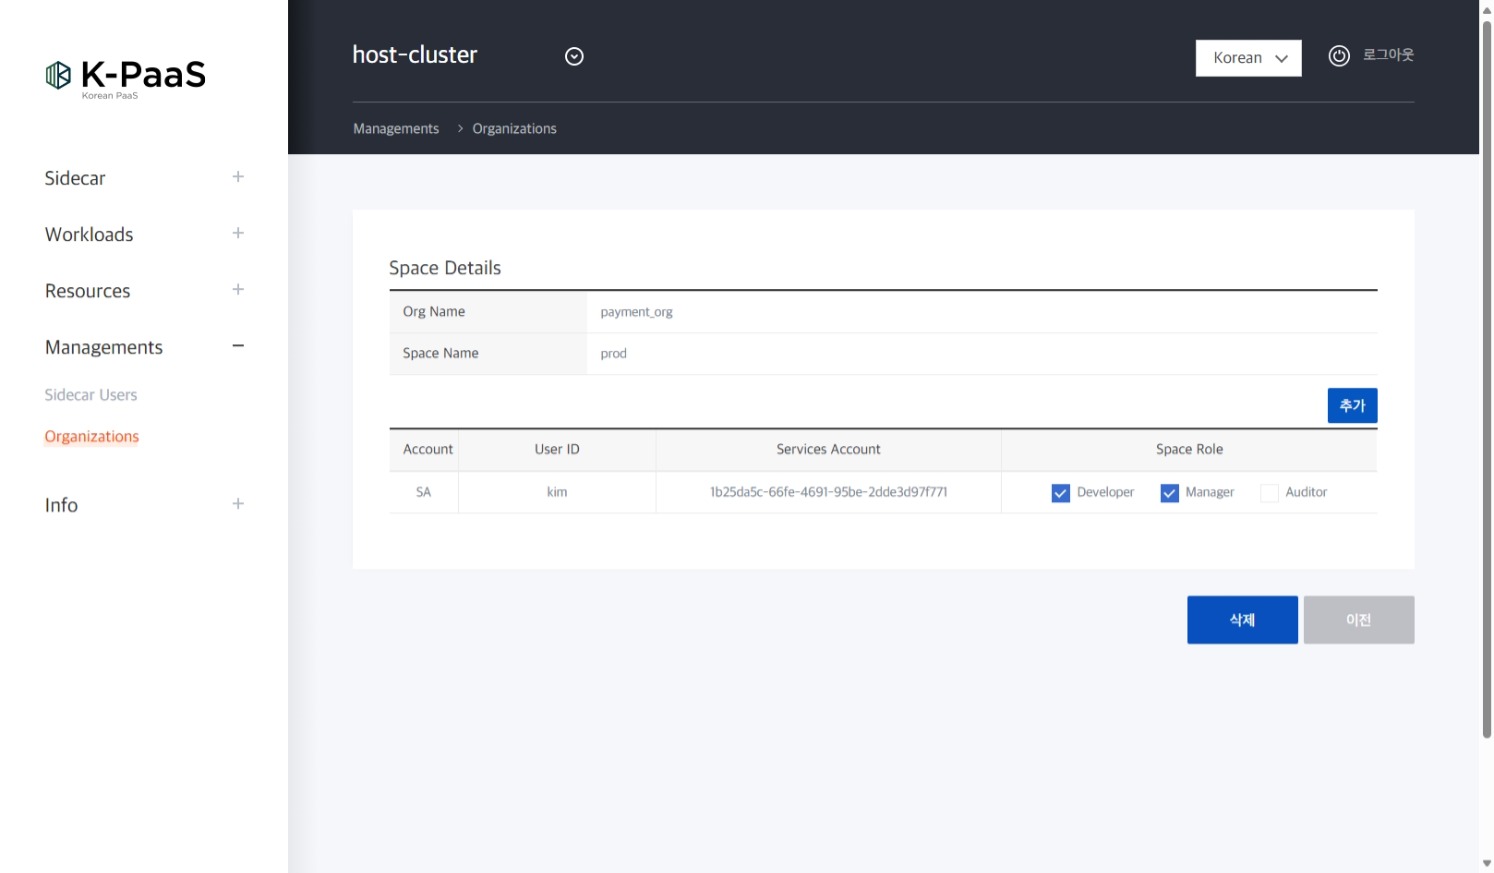 K-PaaS
Korean PaaS
Sidecar
Workloads
Resources
Managements
Sidecar Users
Organizations
Info
host-cluster
Korean
로그아웃
Managements > Organizations
Space Details
Org Name payment_org
Space Name prod
추가
Account User ID Services Account Space Role
SA kim 1b25da5c-66fe-4691-95be-2dde3d97f771 Developer Manager Auditor
삭제 이전